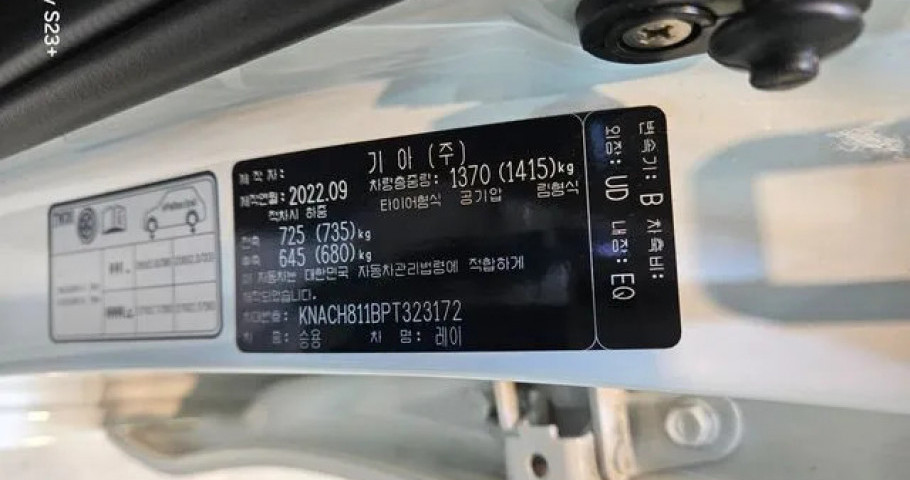 제작자: 기아 (주)
제작연월: 2022.09 차량총중량: 1370 (1415)kg
적차시 하중 타이어형식 공기압 림형식
전축 725 (735)kg
후축 645 (680)kg
이 자동차는 대한민국 자동차관리법령에 적합하게
제작되었습니다.
차대번호: KNACH811BPT323172
차 종: 승용 차 명: 레이
변속기: B 차축비:
외장: UD 내장: EQ
S23+